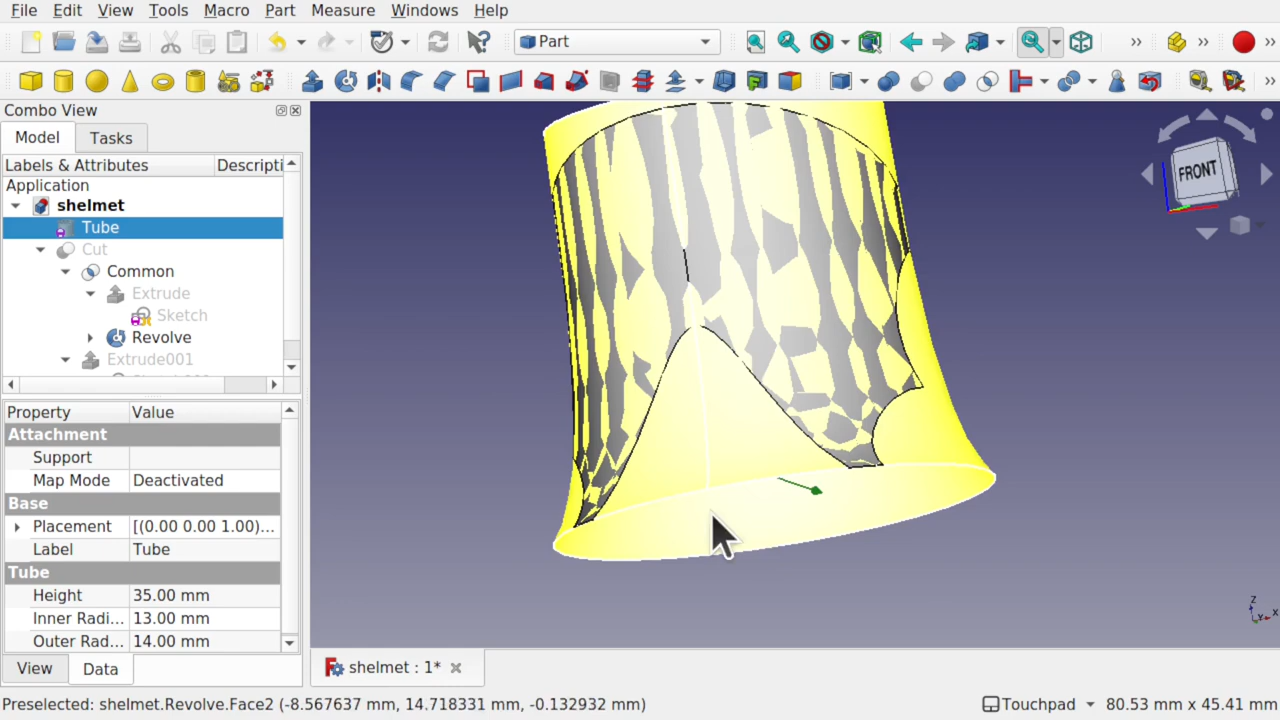 File Edit View Tools Macro Part Measure Windows Help
Part
Combo View
Model Tasks
Labels & Attributes Descripti
Application
shelmet
Tube
Cut
Common
Extrude
Sketch
Revolve
Extrude001
Property Value
Attachment
Support
Map Mode Deactivated
Base
Placement [(0.00 0.00 1.00)...
Label Tube
Tube
Height 35.00 mm
Inner Radi... 13.00 mm
Outer Rad... 14.00 mm
View Data
FRONT
Z
Y X
shelmet : 1*
Preselected: shelmet.Revolve.Face2 (-8.567637 mm, 14.718331 mm, -0.132932 mm)
Touchpad 80.53 mm x 45.41 mm